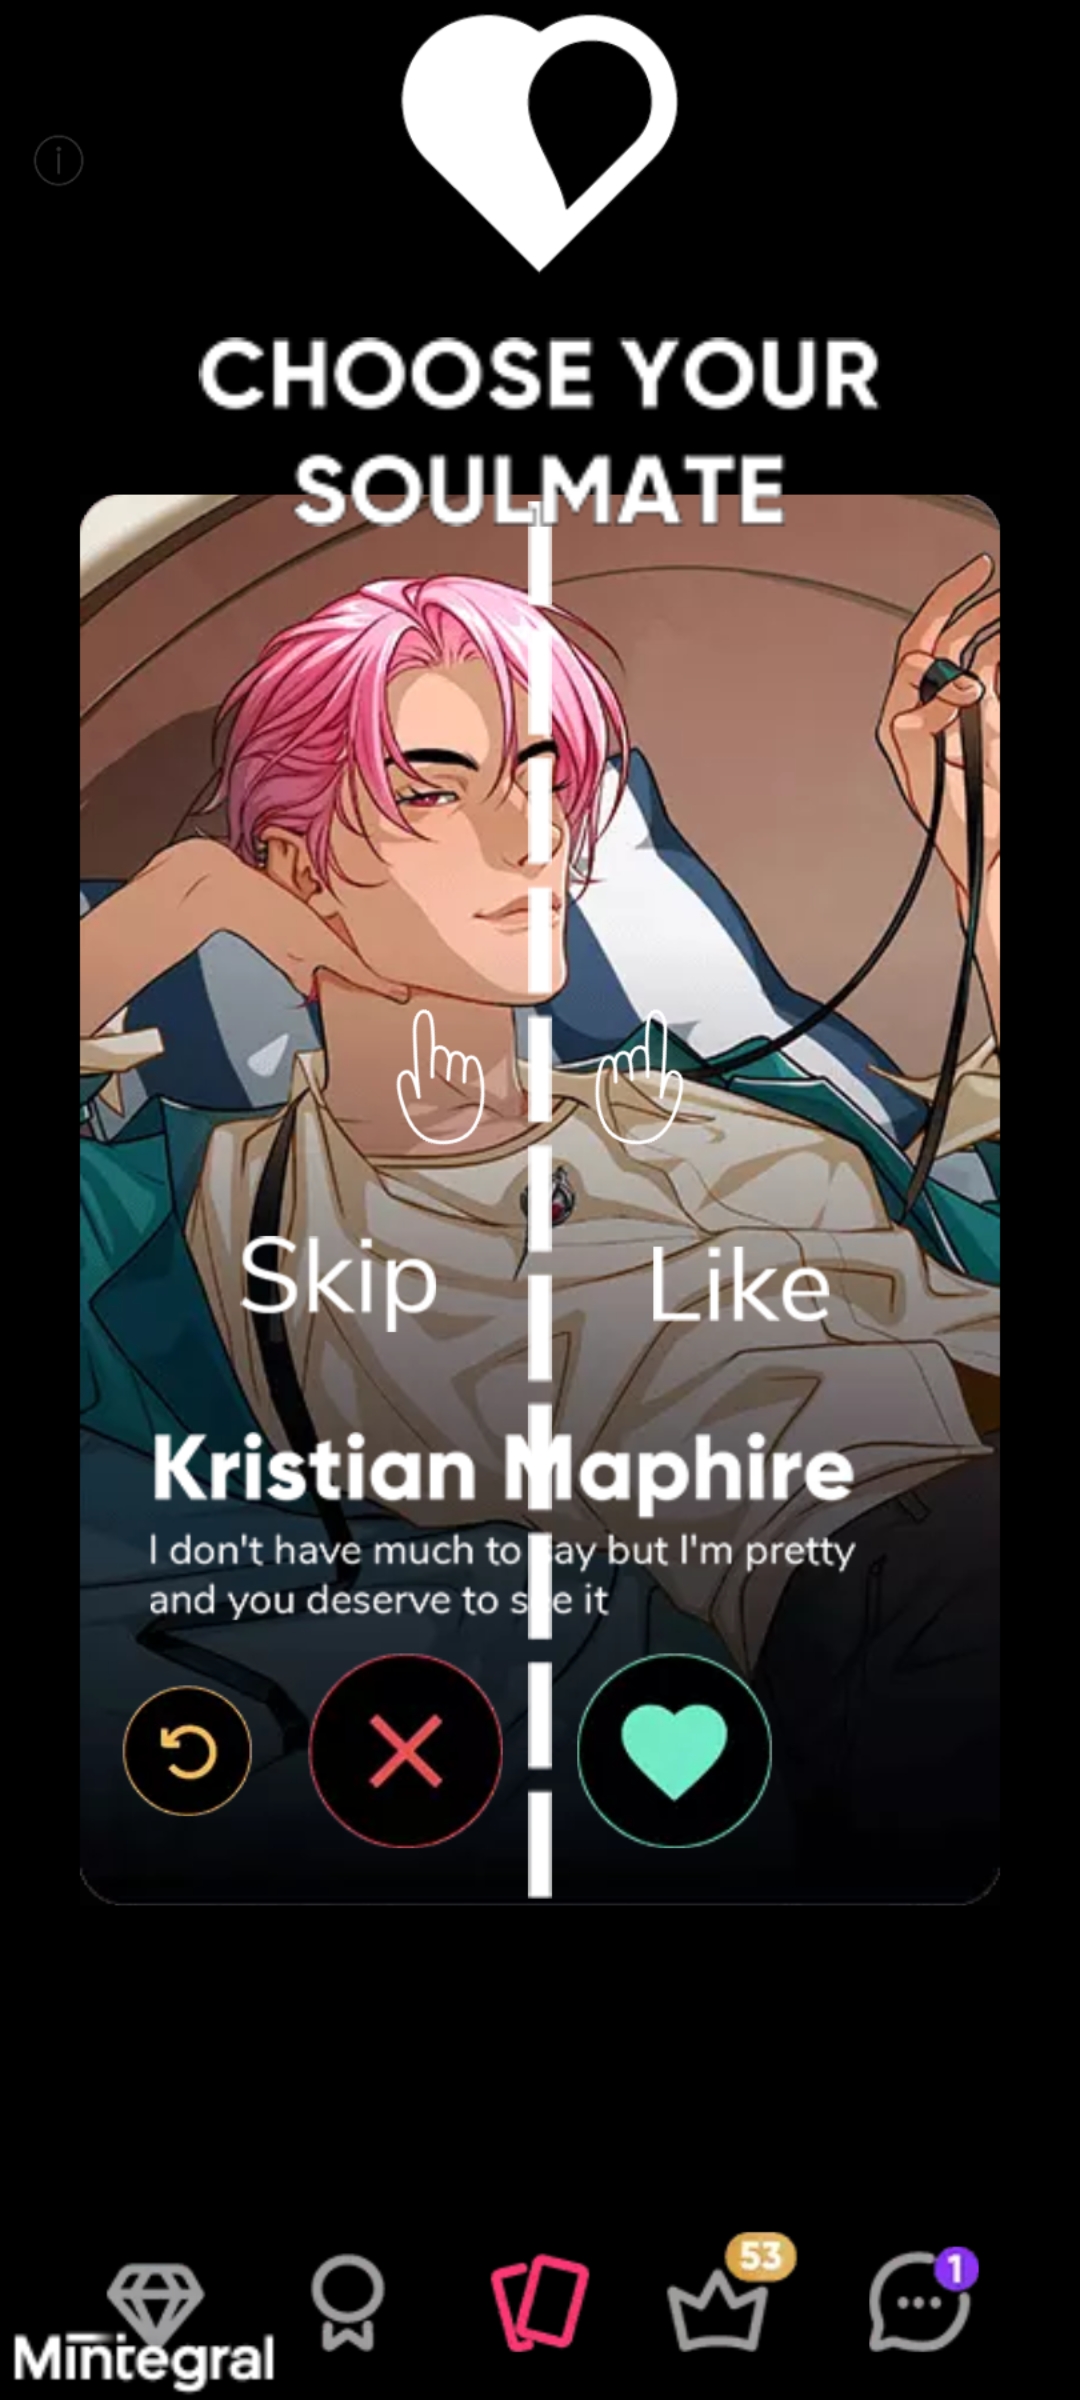 CHOOSE YOUR
SOULMATE
Skip
Like
Kristian Maphire
I don't have much to say but I'm pretty
and you deserve to see it
53
1
Mintegral